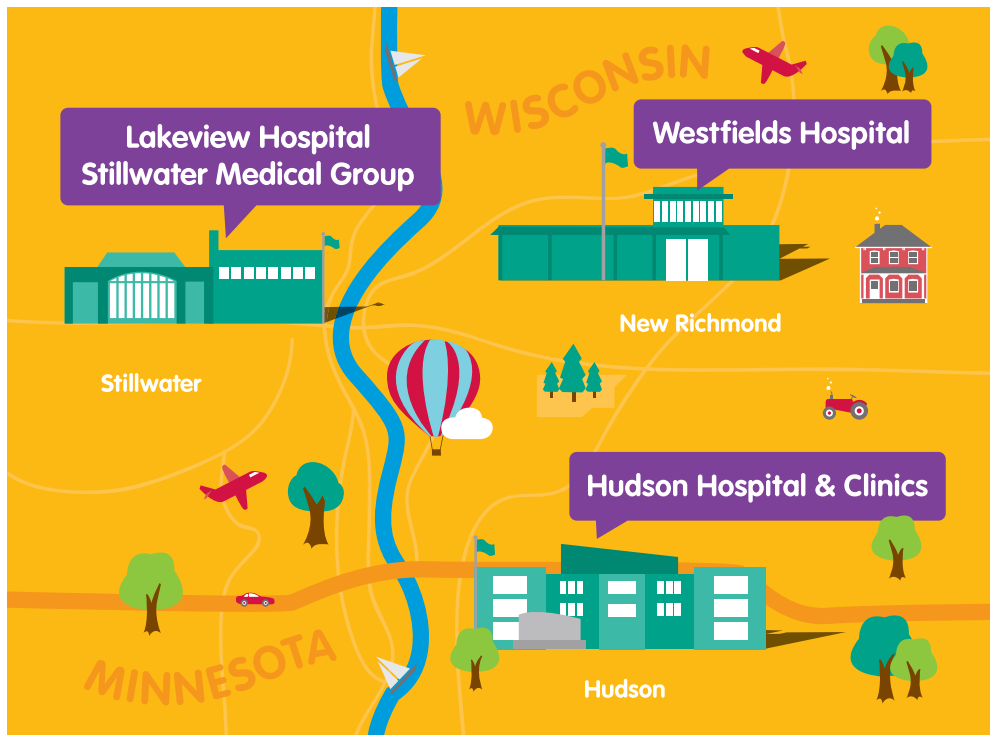 WISCONSIN
Lakeview Hospital
Stillwater Medical Group
Westfields Hospital
New Richmond
Stillwater
Hudson Hospital & Clinics
MINNESOTA
Hudson